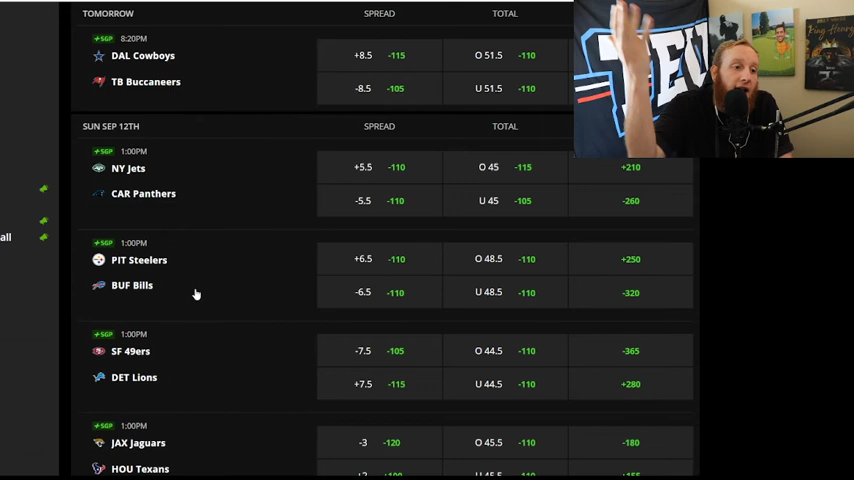 TOMORROW SPREAD TOTAL
+SGP 8:20PM
DAL Cowboys +8.5 -115 O 51.5 -110
TB Buccaneers -8.5 -105 U 51.5 -110
SUN SEP 12TH SPREAD TOTAL
+SGP 1:00PM
NY Jets +5.5 -110 O 45 -115 +210
CAR Panthers -5.5 -110 U 45 -105 -260
+SGP 1:00PM
PIT Steelers +6.5 -110 O 48.5 -110 +250
all
BUF Bills -6.5 -110 U 48.5 -110 -320
+SGP 1:00PM
SF 49ers -7.5 -105 O 44.5 -110 -365
DET Lions +7.5 -115 U 44.5 -110 +280
+SGP 1:00PM
JAX Jaguars -3 -120 O 45.5 -110 -180
HOU Texans
King Henry